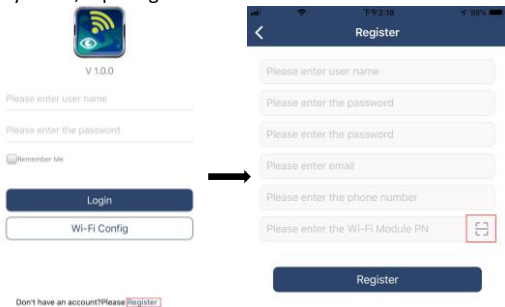 V 1.0.0
Please enter user name
Please enter the password
Remember Me
Login
Wi-Fi Config
Don't have an account?Please Register
下午2:18
98%
Register
Please enter user name
Please enter the password
Please enter the password
Please enter email
Please enter the phone number
Please enter the Wi-Fi Module PN
Register